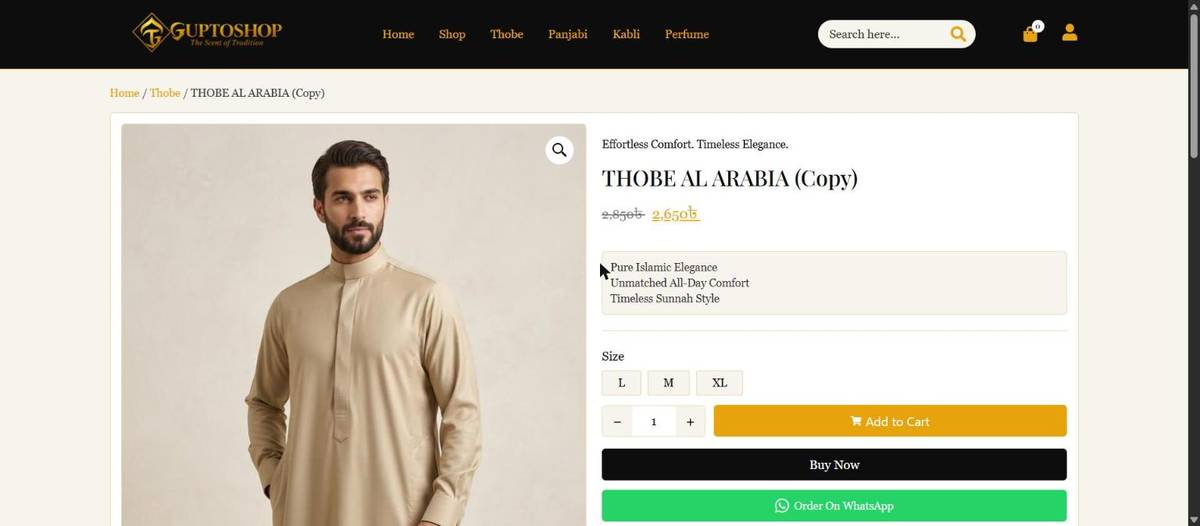 GUPTOSHOP
The Scent of Tradition
Home Shop Thobe Panjabi Kabli Perfume
Search here...
0
Home / Thobe / THOBE AL ARABIA (Copy)
Effortless Comfort. Timeless Elegance.
THOBE AL ARABIA (Copy)
2,850৳ 2,650৳
Pure Islamic Elegance
Unmatched All-Day Comfort
Timeless Sunnah Style
Size
L M XL
− 1 + Add to Cart
Buy Now
Order On WhatsApp